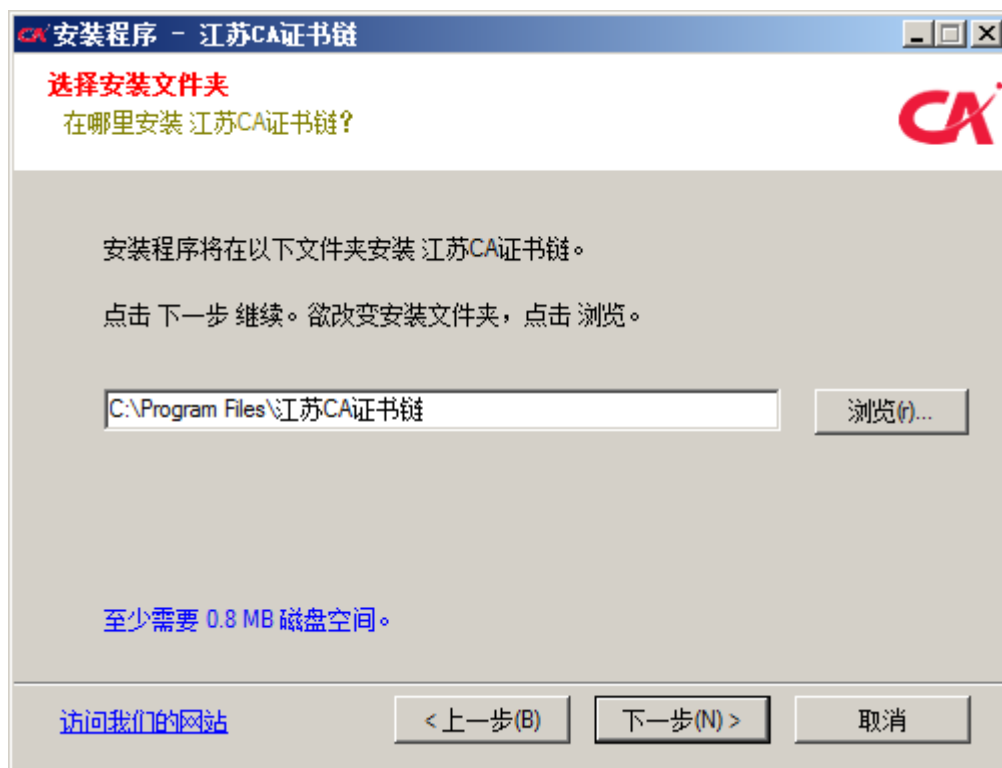 CA 安装程序 - 江苏CA证书链
选择安装文件夹
在哪里安装 江苏CA证书链?
CA
安装程序将在以下文件夹安装 江苏CA证书链。
点击 下一步 继续。欲改变安装文件夹，点击 浏览。
C:\Program Files\江苏CA证书链
浏览(r)...
至少需要 0.8 MB 磁盘空间。
访问我们的网站
< 上一步(B)
下一步(N) >
取消